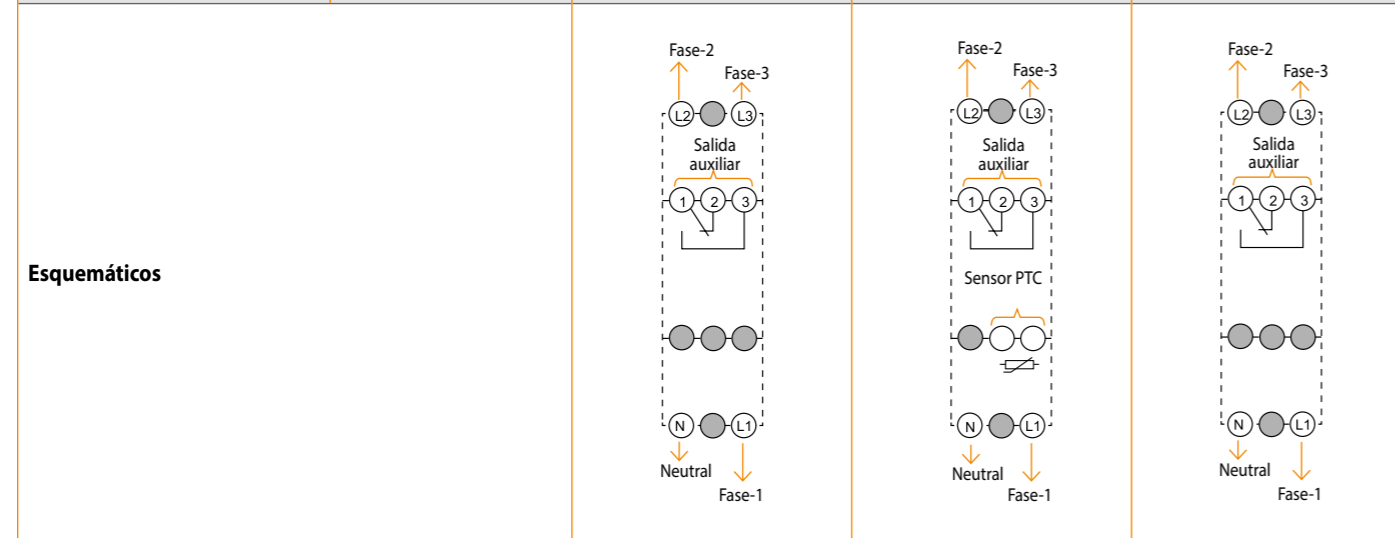 Esquemáticos
Fase-2
Fase-3
L2
L3
Salida
auxiliar
1
2
3
N
L1
Neutral
Fase-1
Fase-2
Fase-3
L2
L3
Salida
auxiliar
1
2
3
Sensor PTC
N
L1
Neutral
Fase-1
Fase-2
Fase-3
L2
L3
Salida
auxiliar
1
2
3
N
L1
Neutral
Fase-1